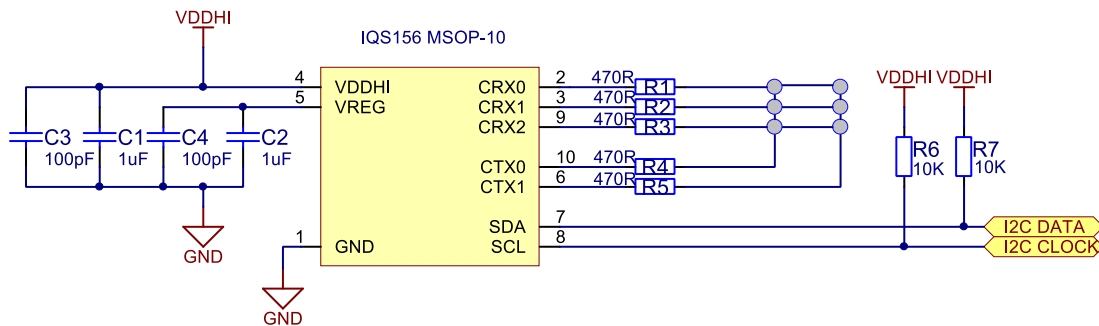 VDDHI
IQS156 MSOP-10
4 VDDHI CRX0 2 470R R1
5 VREG CRX1 3 470R R2
CRX2 9 470R R3
VDDHI VDDHI
C3 100pF
C1 1uF
C4 100pF
C2 1uF
CTX0 10 470R R4
CTX1 6 470R R5
R6 10K
R7 10K
SDA 7 I2C DATA
1 GND SCL 8 I2C CLOCK
GND
GND